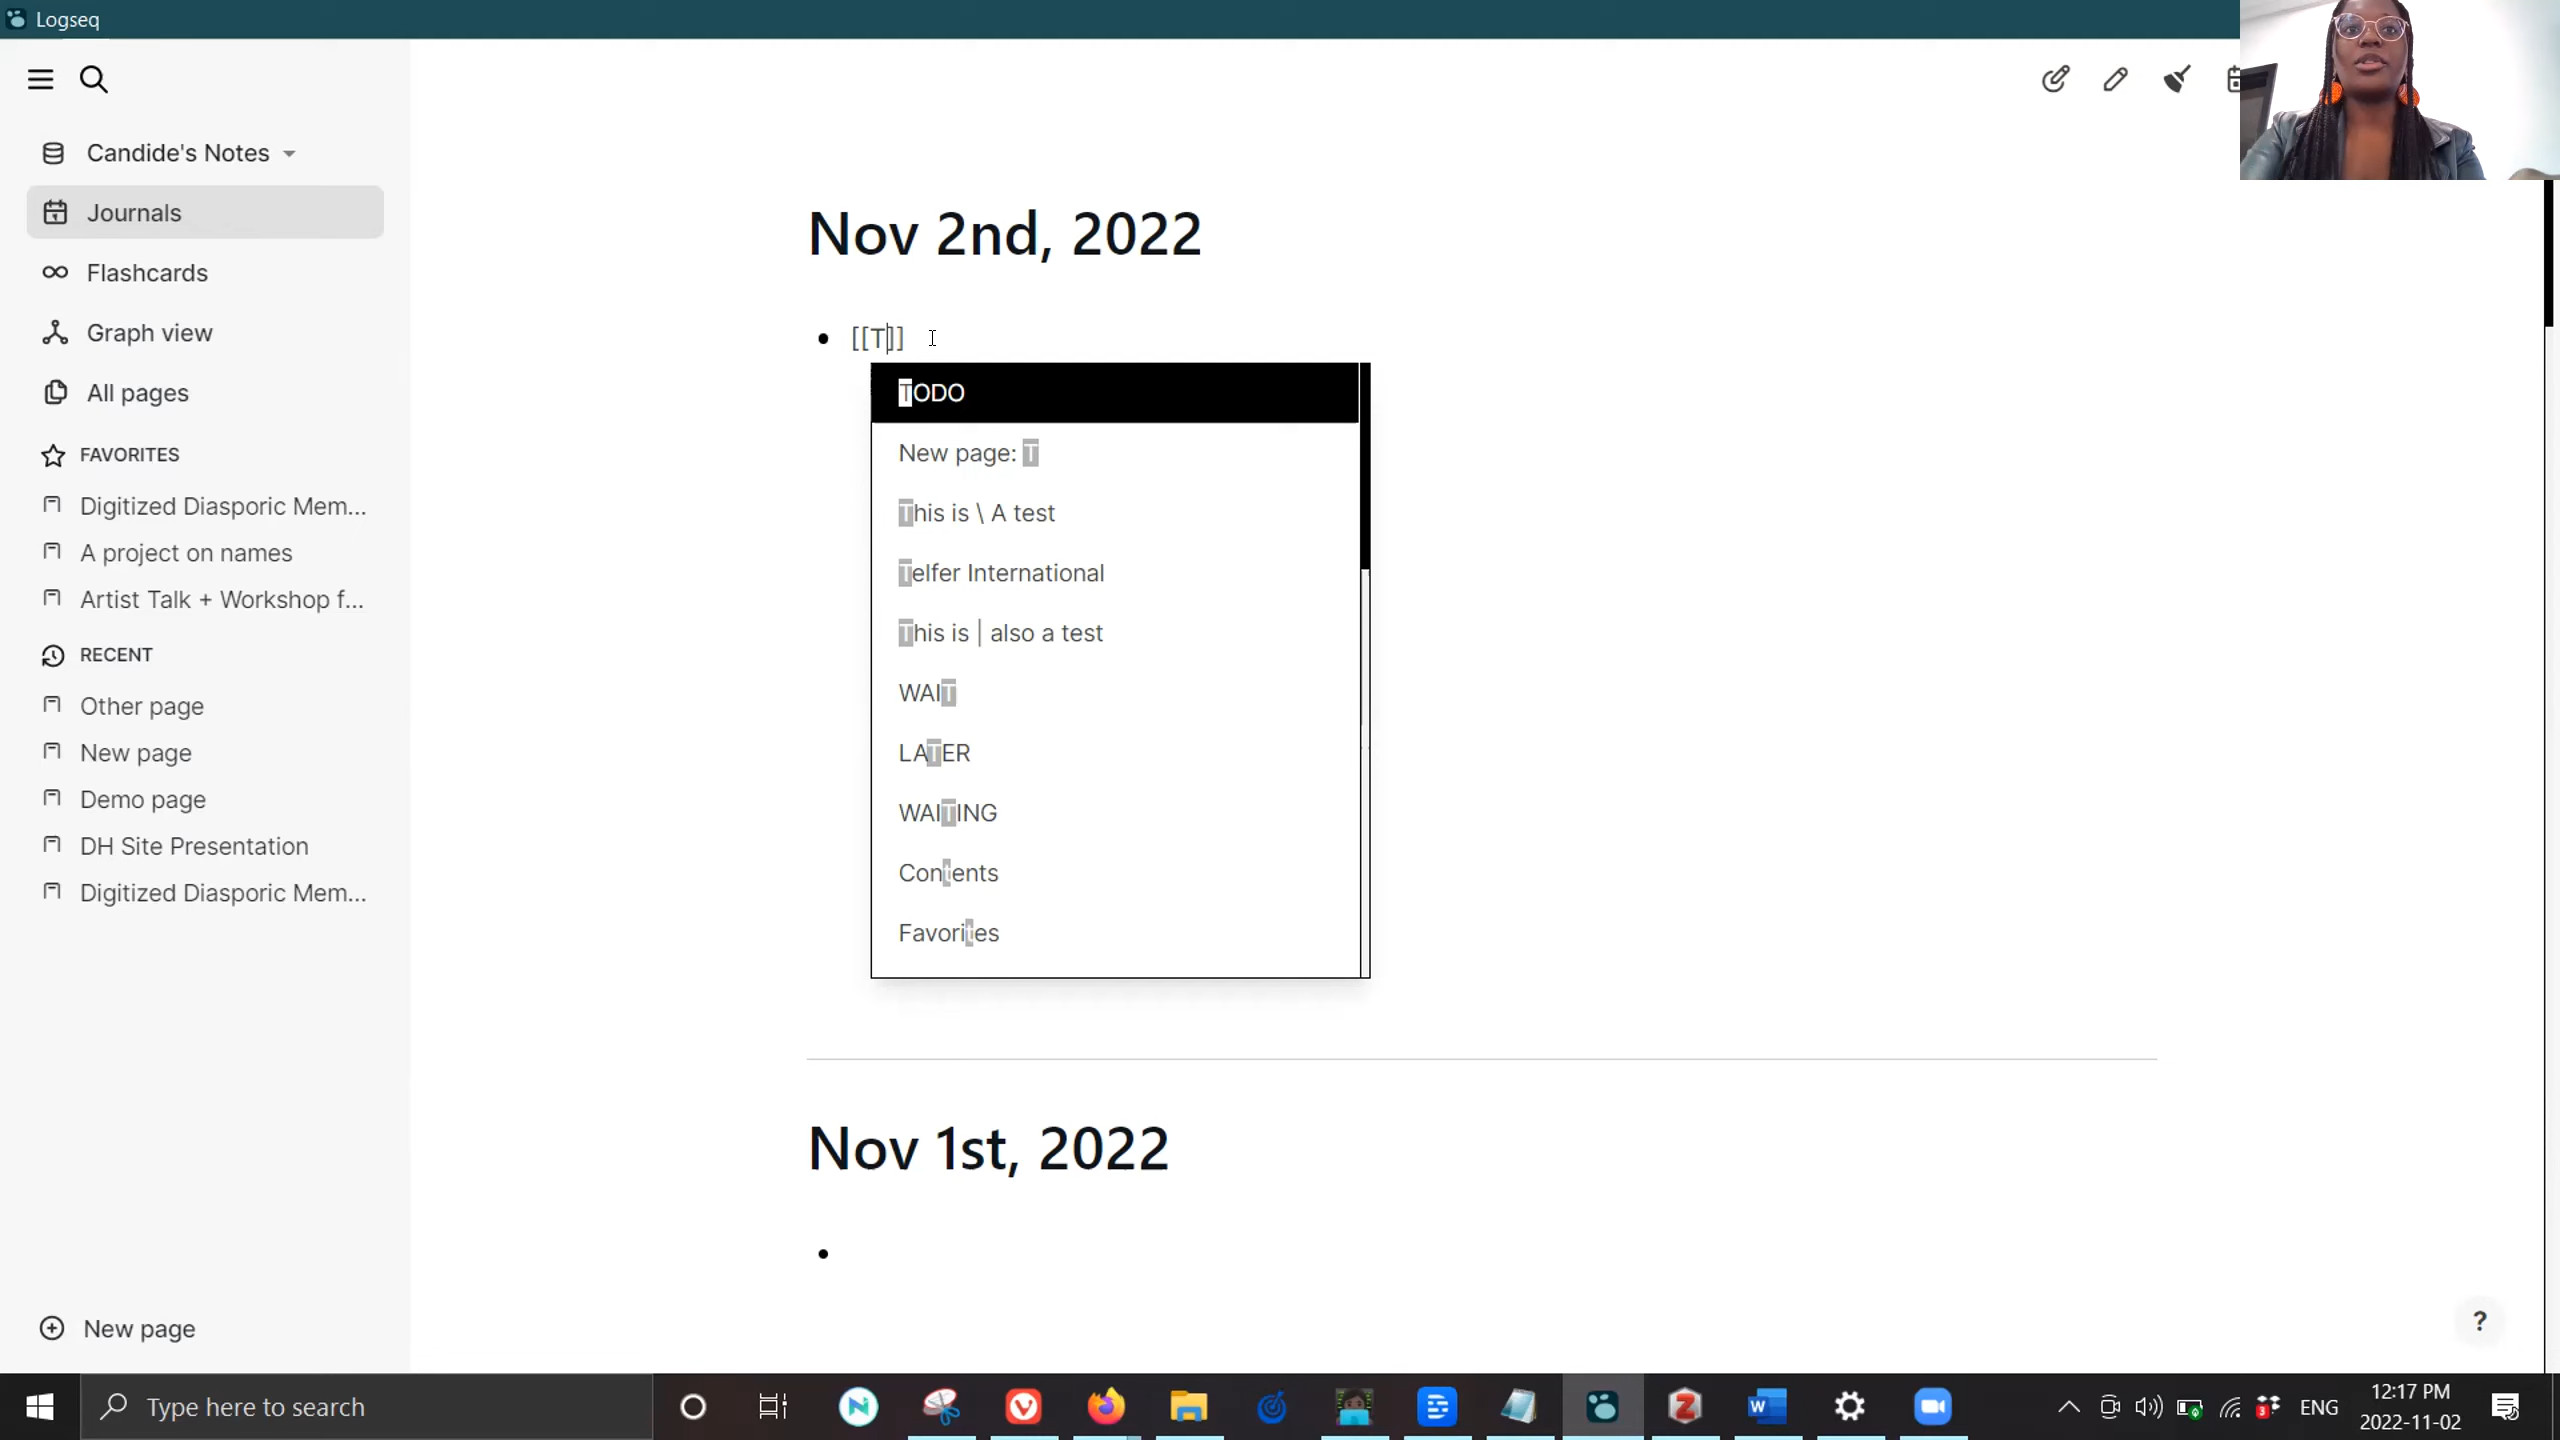 Logseq
Candide's Notes
Journals
Flashcards
Graph view
All pages
FAVORITES
Digitized Diasporic Mem...
A project on names
Artist Talk + Workshop f...
RECENT
Other page
New page
Demo page
DH Site Presentation
Digitized Diasporic Mem...
New page
Nov 2nd, 2022
[[T]]
TODO
New page: T
This is \ A test
Telfer International
This is | also a test
WAIT
LATER
WAITING
Contents
Favorites
Nov 1st, 2022
?
Type here to search
ENG
12:17 PM
2022-11-02